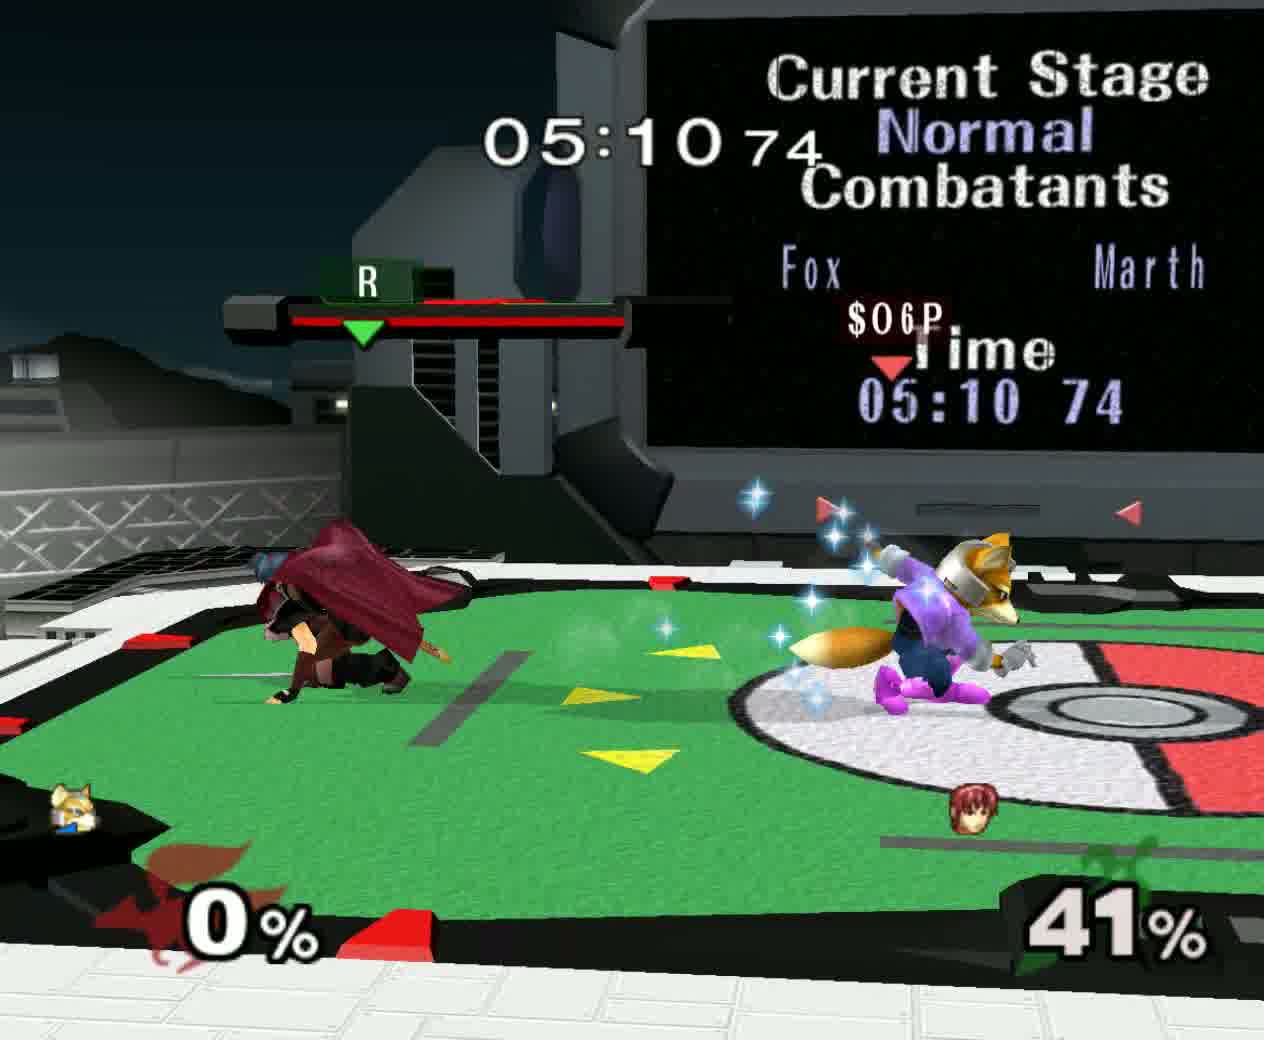 Current Stage
05:10 74
Normal
Combatants
Fox Marth
R
$06P
Time
05:10 74
0%
41%